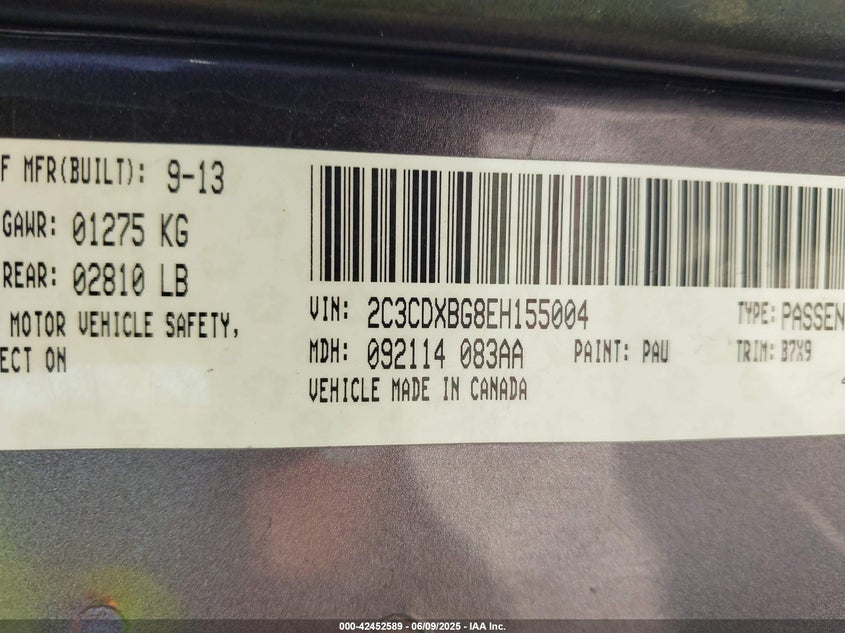 F MFR(BUILT): 9-13
GAWR: 01275 KG
REAR: 02810 LB
MOTOR VEHICLE SAFETY,
ECT ON
VIN: 2C3CDXBG8EH155004
TYPE: PASSEN
MDH: 092114 083AA
PAINT: PAU
TRIM: B7X9
VEHICLE MADE IN CANADA
000-42452589 - 06/09/2025 - IAA Inc.